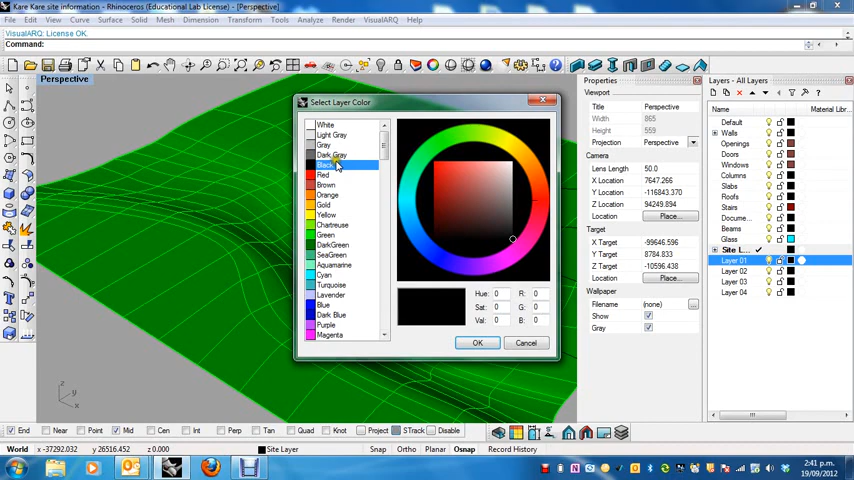 Kare Kare site information - Rhinoceros (Educational Lab License) - [Perspective]
File Edit View Curve Surface Solid Mesh Dimension Transform Tools Analyze Render VisualARQ Help
VisualARQ: License OK.
Command:
Perspective
Select Layer Color
White
Light Gray
Gray
Dark Gray
Black
Red
Brown
Orange
Gold
Yellow
Chartreuse
Green
DarkGreen
SeaGreen
Aquamarine
Cyan
Turquoise
Lavender
Blue
Dark Blue
Purple
Magenta
Hue: 0 R: 0
Sat: 0 G: 0
Val: 0 B: 0
OK Cancel
Properties
Viewport
Title Perspective
Width 865
Height 559
Projection Perspective
Camera
Lens Length 50.0
X Location 7647.266
Y Location -116843.370
Z Location 94249.894
Location Place...
Target
X Target -99646.596
Y Target 8784.833
Z Target -10596.438
Location Place...
Wallpaper
Filename (none) ...
Show
Gray
Layers - All Layers
Name Material Libr
Default
Walls
Openings
Doors
Windows
Columns
Slabs
Roofs
Stairs
Docume...
Beams
Glass
Site L...
Layer 01
Layer 02
Layer 03
Layer 04
z
y
x
End Near Point Mid Cen Int Perp Tan Quad Knot Project STrack Disable
World x -37292.032 y 26516.452 z 0.000 Site Layer Snap Ortho Planar Osnap Record History
2:41 p.m.
19/09/2012